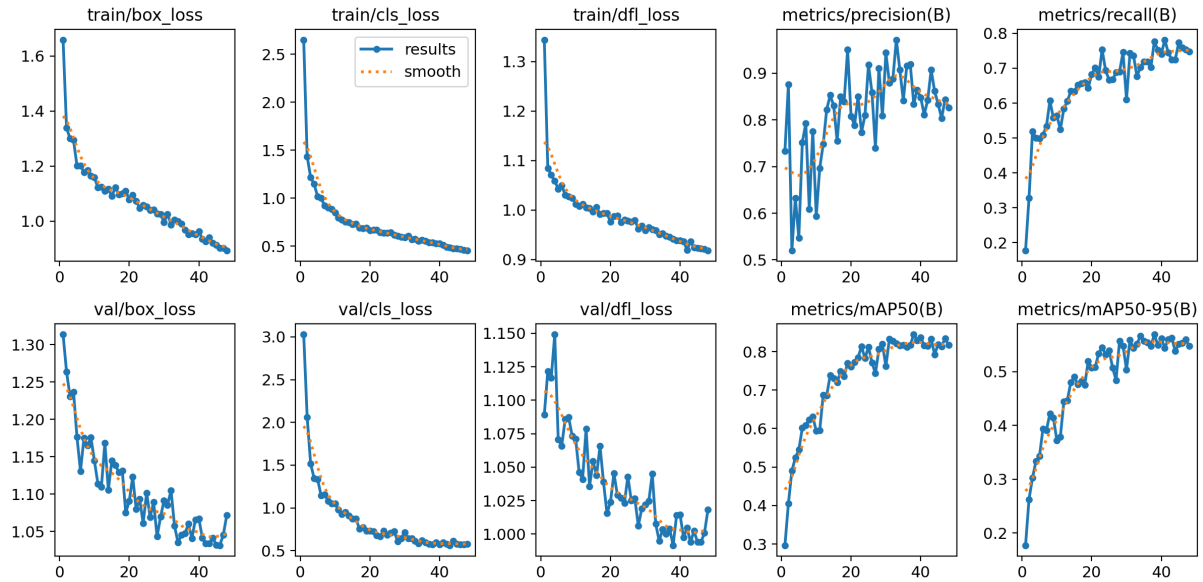 train/box_loss
train/cls_loss
train/dfl_loss
metrics/precision(B)
metrics/recall(B)
results
smooth
1.6
1.4
1.2
1.0
0 20 40
2.5
2.0
1.5
1.0
0.5
0 20 40
1.3
1.2
1.1
1.0
0.9
0 20 40
0.9
0.8
0.7
0.6
0.5
0 20 40
0.8
0.7
0.6
0.5
0.4
0.3
0.2
0 20 40
val/box_loss
val/cls_loss
val/dfl_loss
metrics/mAP50(B)
metrics/mAP50-95(B)
1.30
1.25
1.20
1.15
1.10
1.05
0 20 40
3.0
2.5
2.0
1.5
1.0
0.5
0 20 40
1.150
1.125
1.100
1.075
1.050
1.025
1.000
0 20 40
0.8
0.7
0.6
0.5
0.4
0.3
0 20 40
0.5
0.4
0.3
0.2
0 20 40